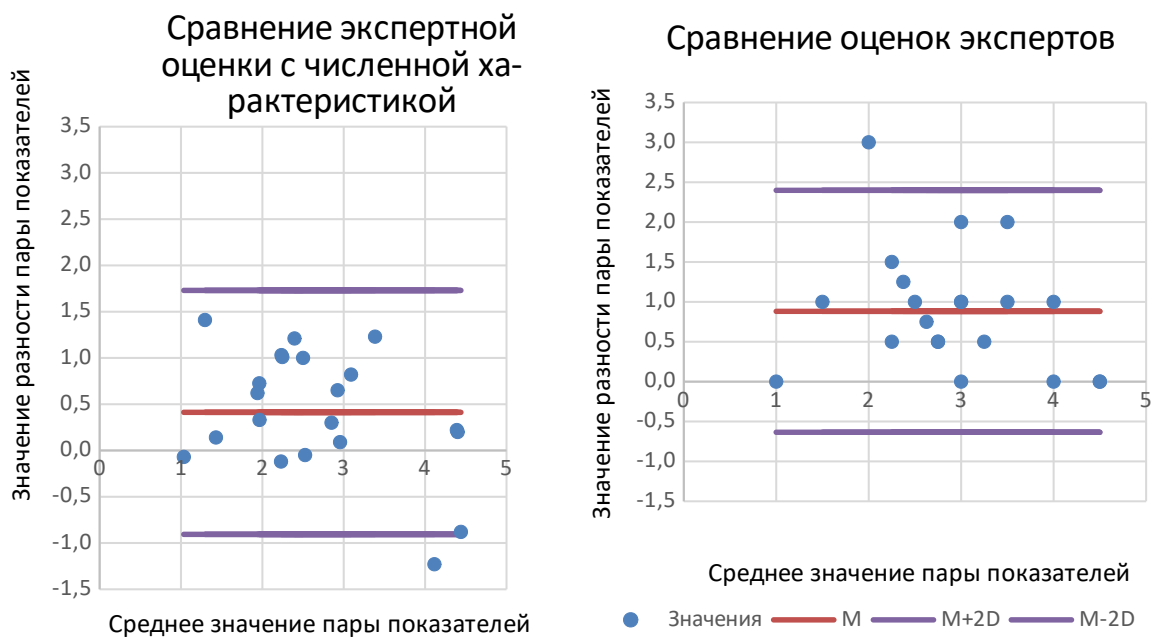 Сравнение экспертной
оценки с численной ха-
рактеристикой
Значение разности пары показателей
3,5
3,0
2,5
2,0
1,5
1,0
0,5
0,0
-0,5
-1,0
-1,5
0 1 2 3 4 5
Среднее значение пары показателей
Сравнение оценок экспертов
Значение разности пары показателей
3,5
3,0
2,5
2,0
1,5
1,0
0,5
0,0
-0,5
-1,0
-1,5
0 1 2 3 4 5
Среднее значение пары показателей
Значения M M+2D M-2D